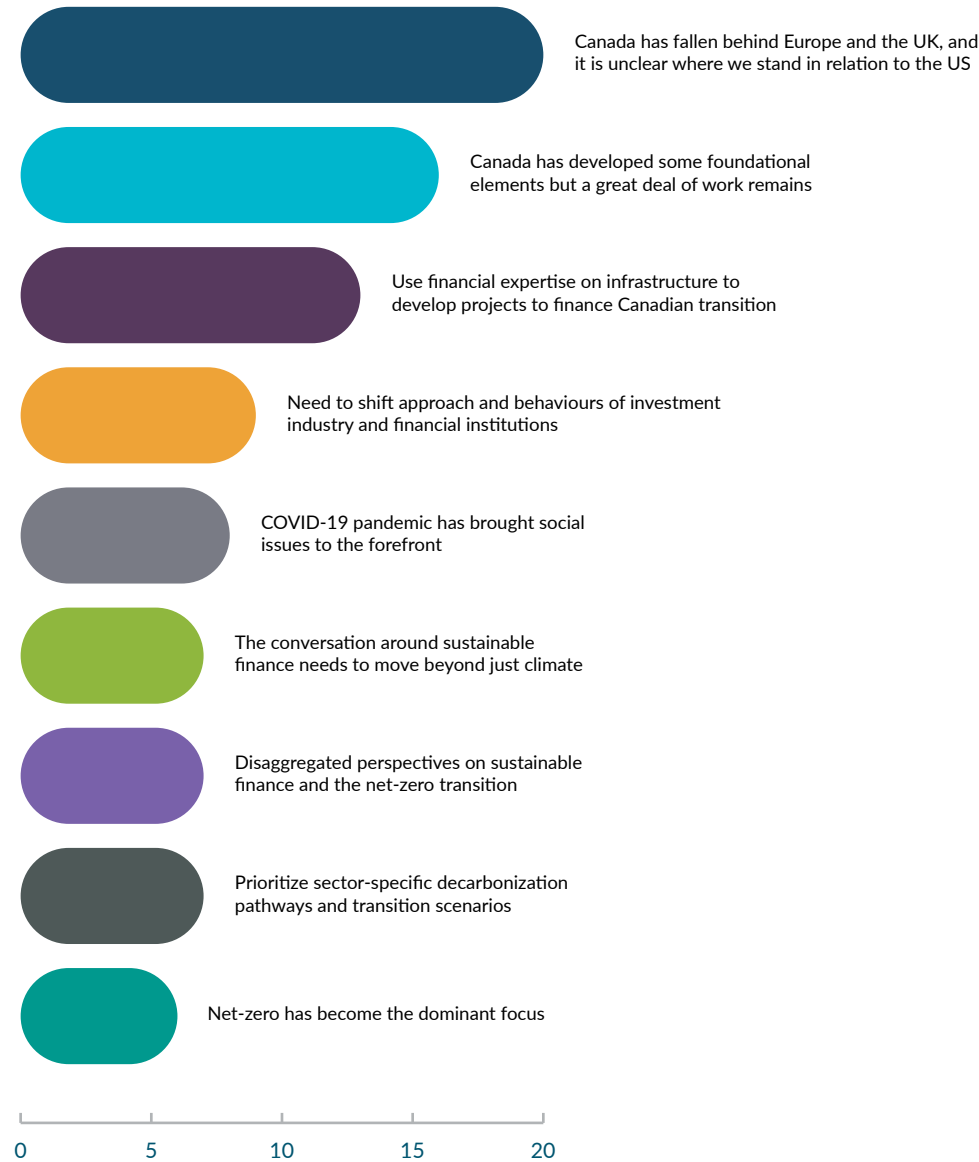 Canada has fallen behind Europe and the UK, and
it is unclear where we stand in relation to the US
Canada has developed some foundational
elements but a great deal of work remains
Use financial expertise on infrastructure to
develop projects to finance Canadian transition
Need to shift approach and behaviours of investment
industry and financial institutions
COVID-19 pandemic has brought social
issues to the forefront
The conversation around sustainable
finance needs to move beyond just climate
Disaggregated perspectives on sustainable
finance and the net-zero transition
Prioritize sector-specific decarbonization
pathways and transition scenarios
Net-zero has become the dominant focus
0 5 10 15 20